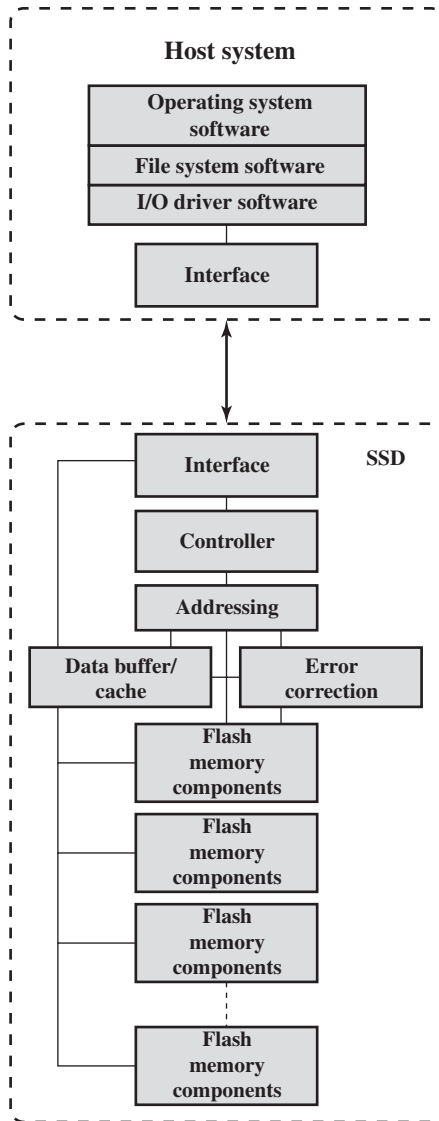 Host system
Operating system
software
File system software
I/O driver software
Interface
Interface
SSD
Controller
Addressing
Data buffer/
cache
Error
correction
Flash
memory
components
Flash
memory
components
Flash
memory
components
Flash
memory
components